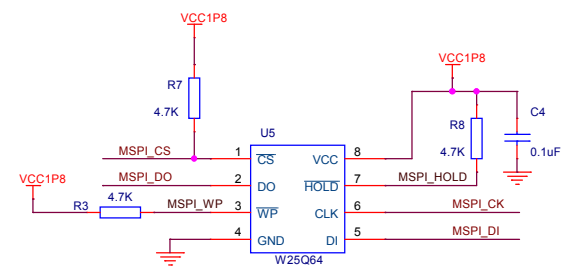 VCC1P8
VCC1P8
R7
4.7K
C4
R8
4.7K
0.1uF
U5
MSPI_CS
1
CS
VCC
8
VCC1P8
MSPI_DO
2
DO
HOLD
7
MSPI_HOLD
4.7K
R3
MSPI_WP
3
WP
CLK
6
MSPI_CK
4
GND
DI
5
MSPI_DI
W25Q64